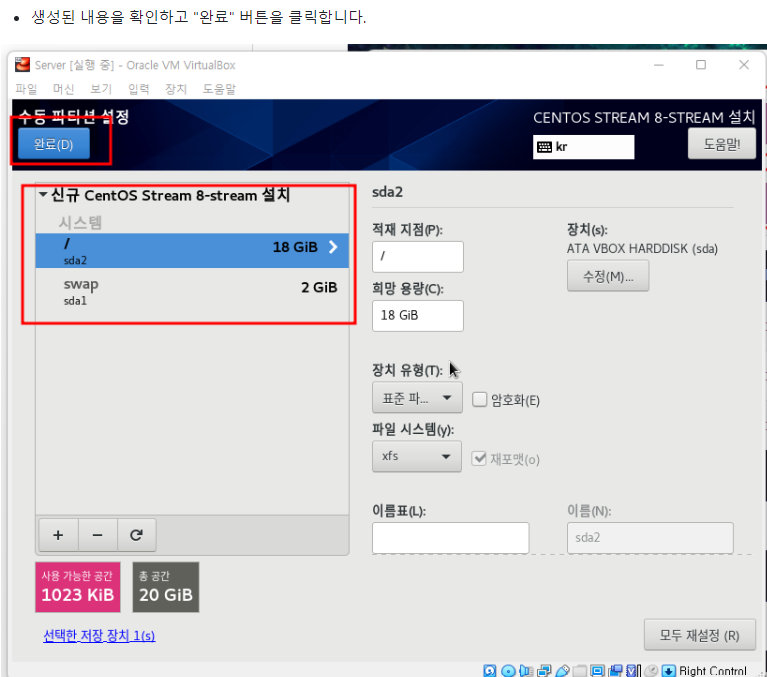 • 생성된 내용을 확인하고 "완료" 버튼을 클릭합니다.
Server [실행 중] - Oracle VM VirtualBox
파일 머신 보기 입력 장치 도움말
수동 파티션 설정
CENTOS STREAM 8-STREAM 설치
완료(D)
kr
도움말!
신규 CentOS Stream 8-stream 설치
시스템
/
18 GiB
sda2
swap
2 GiB
sda1
sda2
적재 지점(P):
/
희망 용량(C):
18 GiB
장치(s):
ATA VBOX HARDDISK (sda)
수정(M)...
장치 유형(T):
표준 파...
암호화(E)
파일 시스템(y):
xfs
재포맷(o)
이름표(L):
이름(N):
sda2
+ −
사용 가능한 공간
1023 KiB
총 공간
20 GiB
선택한 저장 장치 1(s)
모두 재설정 (R)
Right Control